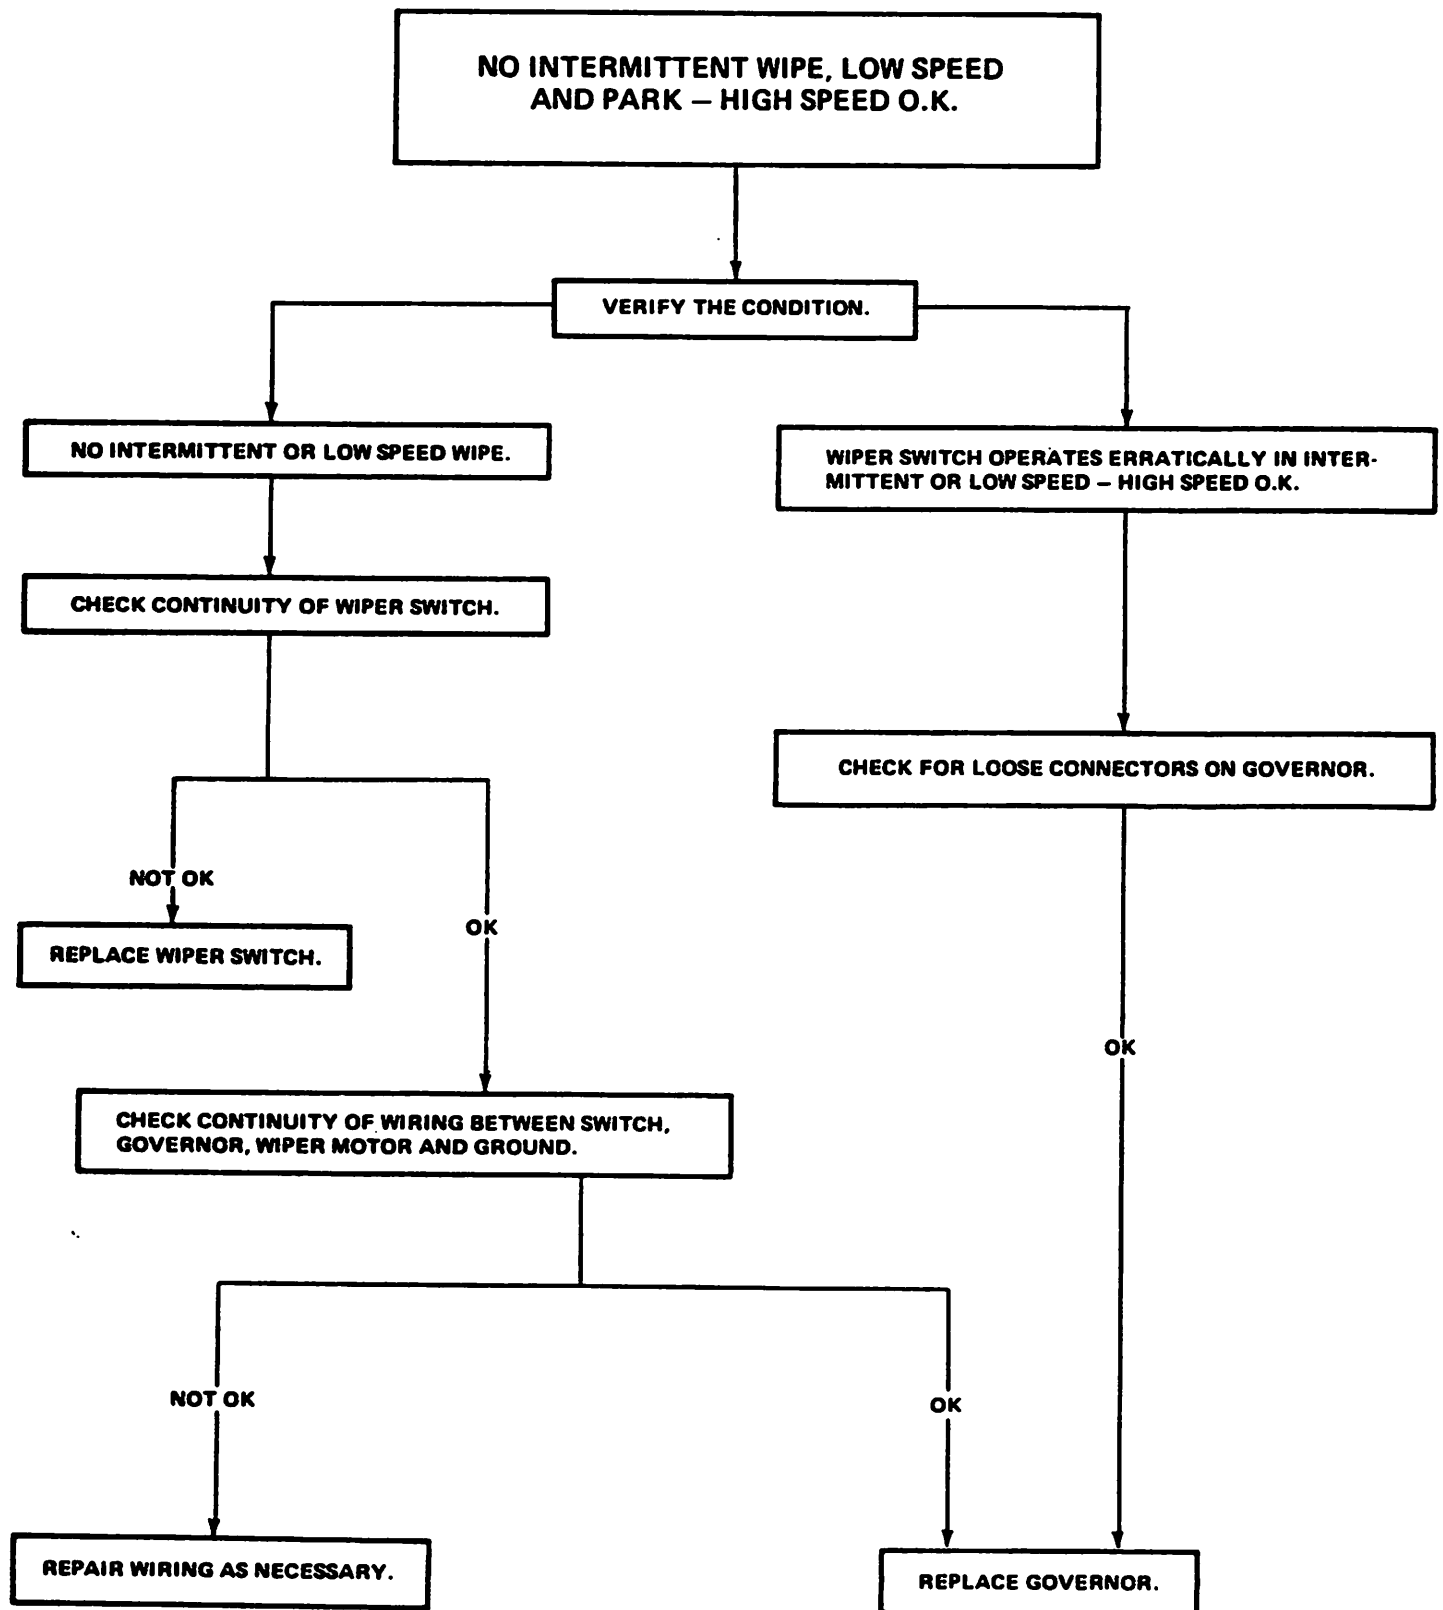 NO INTERMITTENT WIPE, LOW SPEED
AND PARK – HIGH SPEED O.K.
VERIFY THE CONDITION.
NO INTERMITTENT OR LOW SPEED WIPE.
WIPER SWITCH OPERATES ERRATICALLY IN INTER-
MITTENT OR LOW SPEED – HIGH SPEED O.K.
CHECK CONTINUITY OF WIPER SWITCH.
CHECK FOR LOOSE CONNECTORS ON GOVERNOR.
NOT OK
OK
REPLACE WIPER SWITCH.
OK
CHECK CONTINUITY OF WIRING BETWEEN SWITCH,
GOVERNOR, WIPER MOTOR AND GROUND.
NOT OK
OK
REPAIR WIRING AS NECESSARY.
REPLACE GOVERNOR.